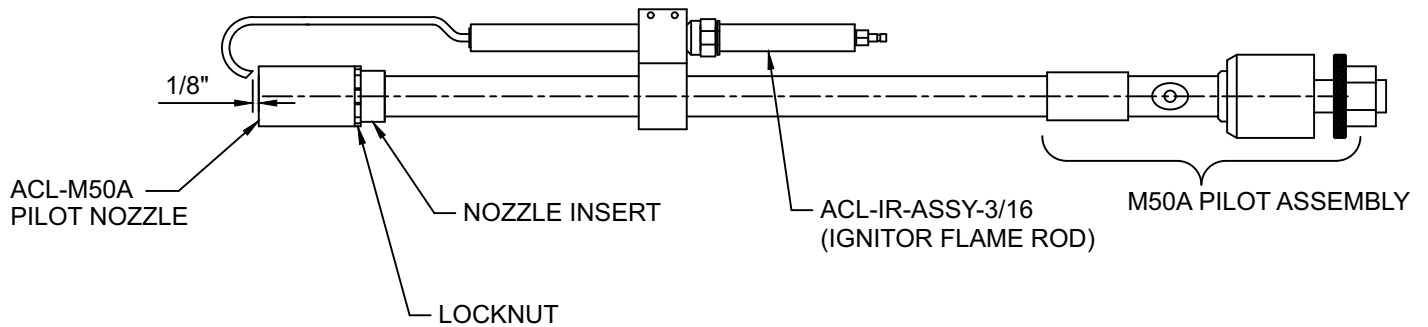 1/8"
ACL-M50A
PILOT NOZZLE
NOZZLE INSERT
LOCKNUT
ACL-IR-ASSY-3/16
(IGNITOR FLAME ROD)
M50A PILOT ASSEMBLY